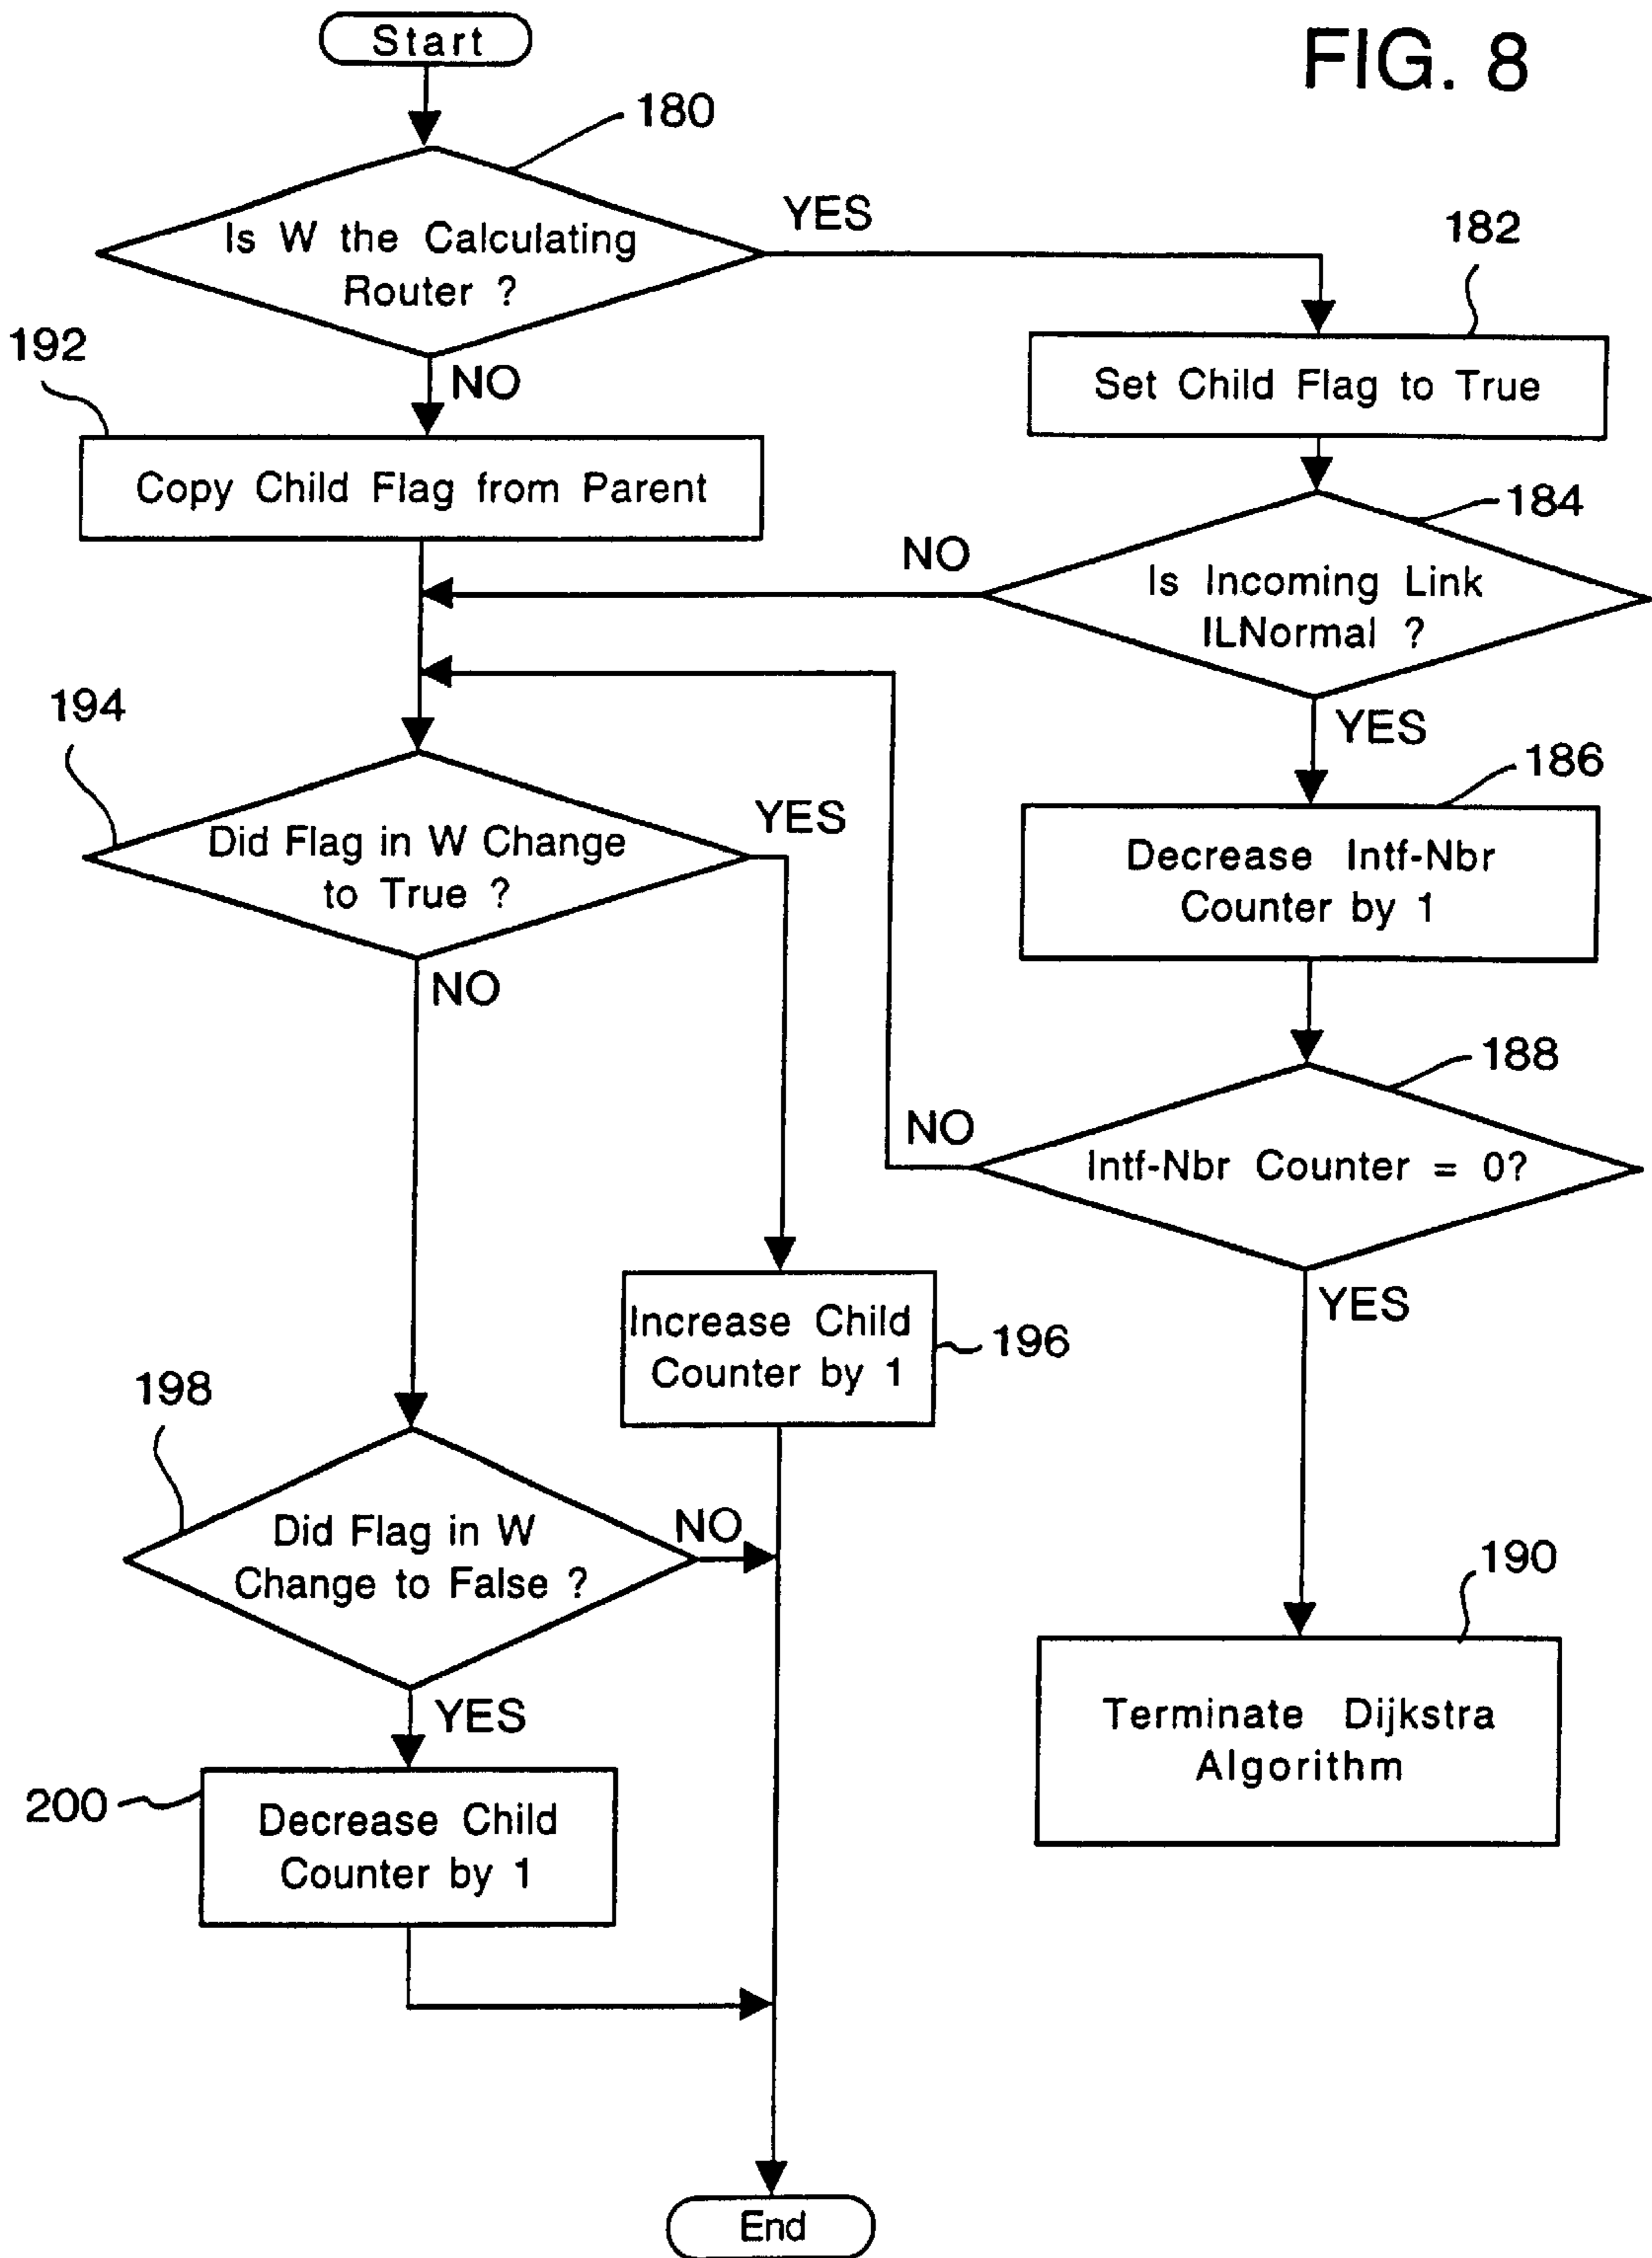 FIG. 8
Start
180
Is W the Calculating
Router ?
YES
182
192
NO
Set Child Flag to True
Copy Child Flag from Parent
184
NO
Is Incoming Link
ILNormal ?
194
YES
186
YES
Did Flag in W Change
to True ?
Decrease Intf-Nbr
Counter by 1
NO
188
NO
Intf-Nbr Counter = 0?
YES
Increase Child
Counter by 1
196
198
Did Flag in W
Change to False ?
NO
190
YES
Terminate Dijkstra
Algorithm
200
Decrease Child
Counter by 1
End